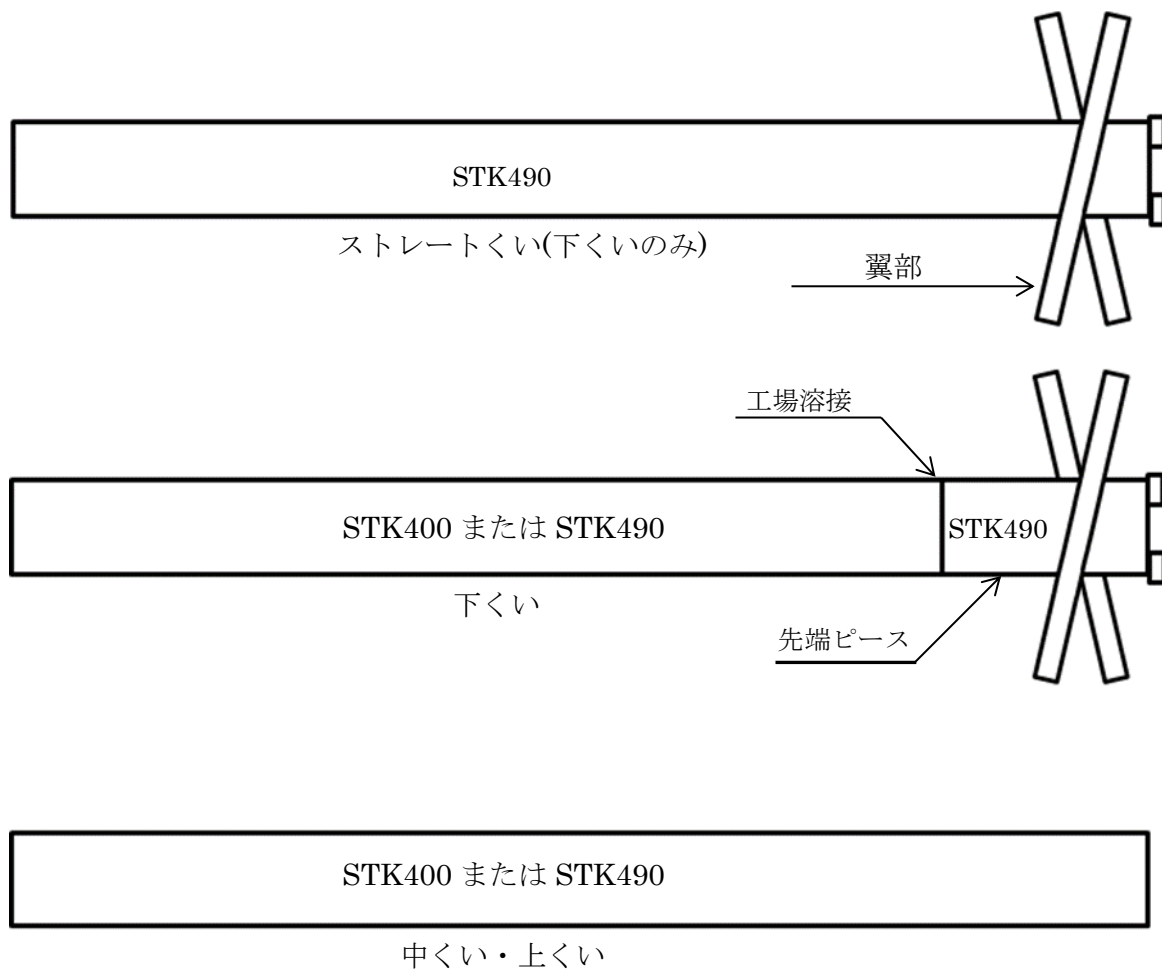 STK490
ストレートくい(下くいのみ)
翼部
工場溶接
STK400 または STK490
STK490
下くい
先端ピース
STK400 または STK490
中くい・上くい